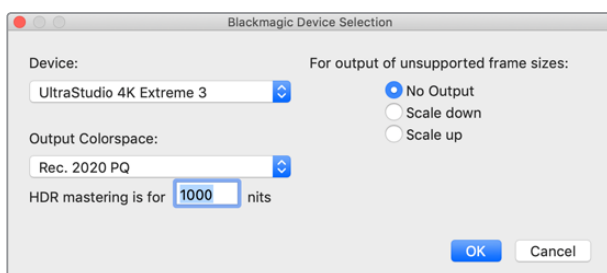 Blackmagic Device Selection
Device:
UltraStudio 4K Extreme 3
Output Colorspace:
Rec. 2020 PQ
HDR mastering is for 1000 nits
For output of unsupported frame sizes:
No Output
Scale down
Scale up
OK Cancel